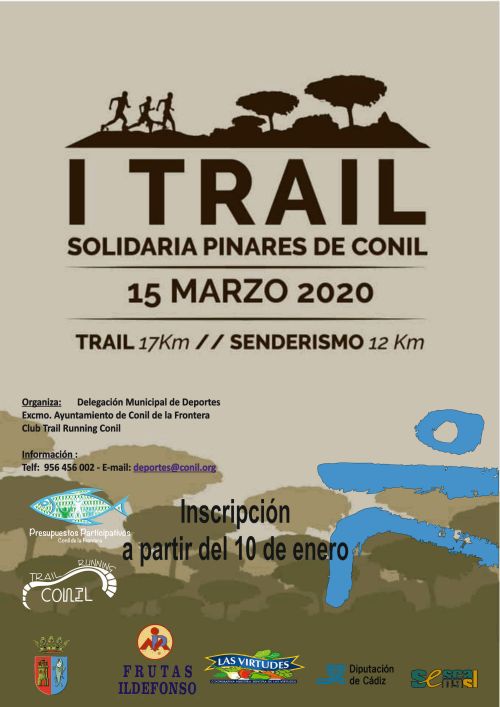 I TRAIL
SOLIDARIA PINARES DE CONIL
15 MARZO 2020
TRAIL 17Km // SENDERISMO 12 Km
Organiza: Delegación Municipal de Deportes
Excmo. Ayuntamiento de Conil de la Frontera
Club Trail Running Conil
Información :
Telf: 956 456 002 - E-mail: deportes@conil.org
Inscripción
a partir del 10 de enero
Presupuestos Participativos
Conil de la Frontera
TRAIL RUNNING
CONIL
FRUTAS
ILDEFONSO
LAS VIRTUDES
Diputación
de Cádiz